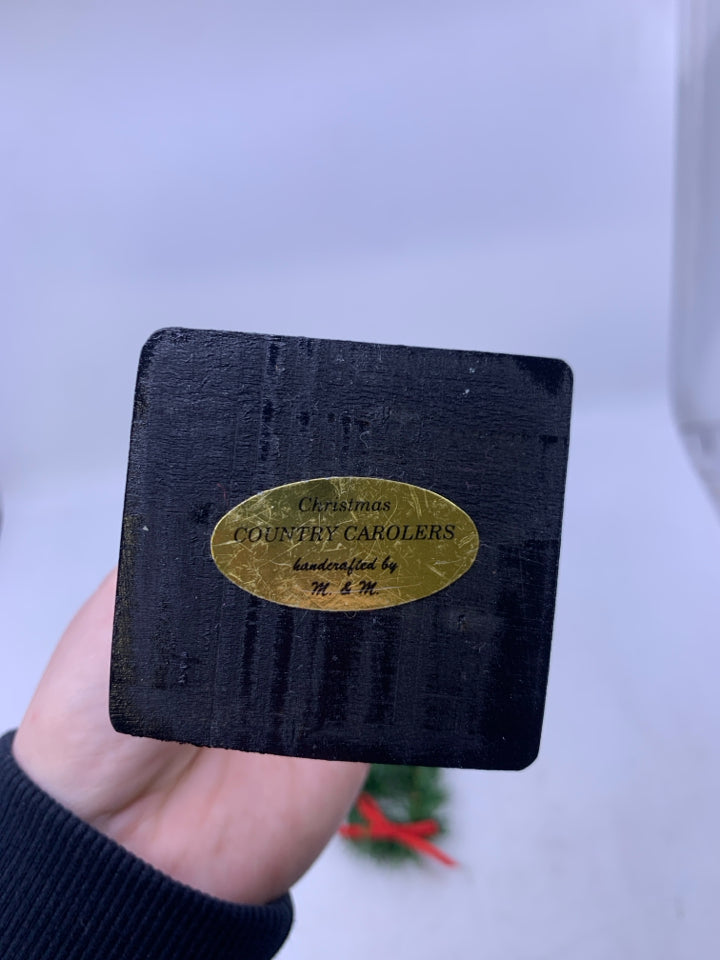 Christmas
COUNTRY CAROLERS
handcrafted by
M. & M.